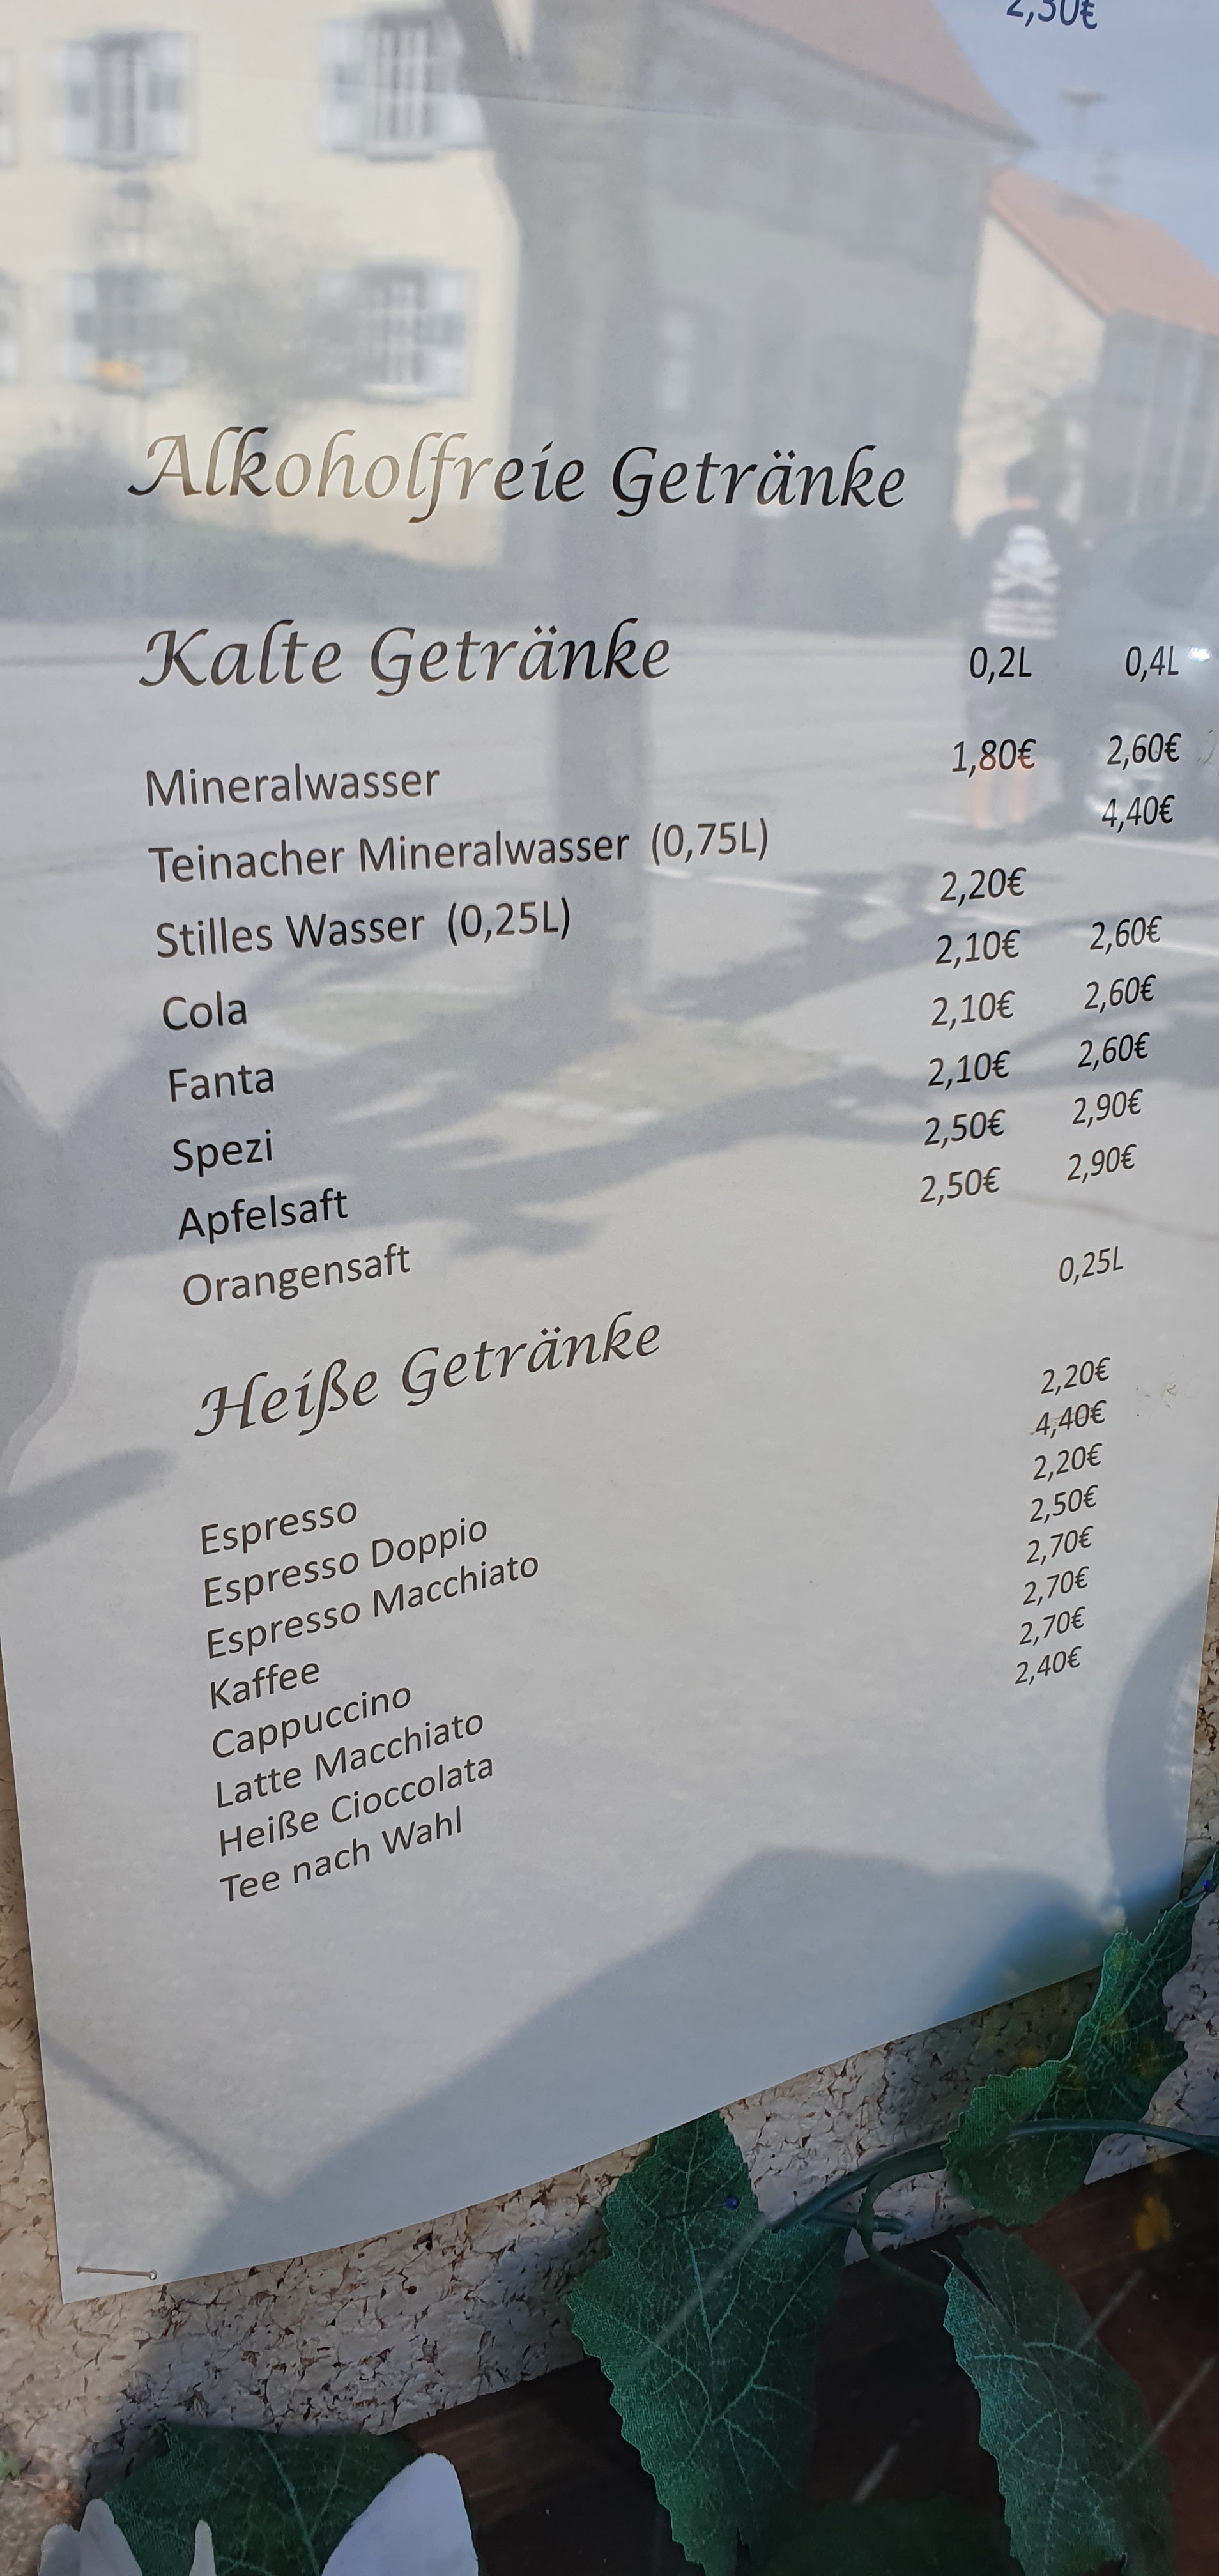 2,30€
Alkoholfreie Getränke
Kalte Getränke 0,2L 0,4L
Mineralwasser 1,80€ 2,60€
Teinacher Mineralwasser (0,75L) 4,40€
Stilles Wasser (0,25L) 2,20€
Cola 2,10€ 2,60€
Fanta 2,10€ 2,60€
Spezi 2,10€ 2,60€
Apfelsaft 2,50€ 2,90€
Orangensaft 2,50€ 2,90€
Heiße Getränke 0,25L
Espresso 2,20€
Espresso Doppio 4,40€
Espresso Macchiato 2,20€
Kaffee 2,50€
Cappuccino 2,70€
Latte Macchiato 2,70€
Heiße Cioccolata 2,70€
Tee nach Wahl 2,40€